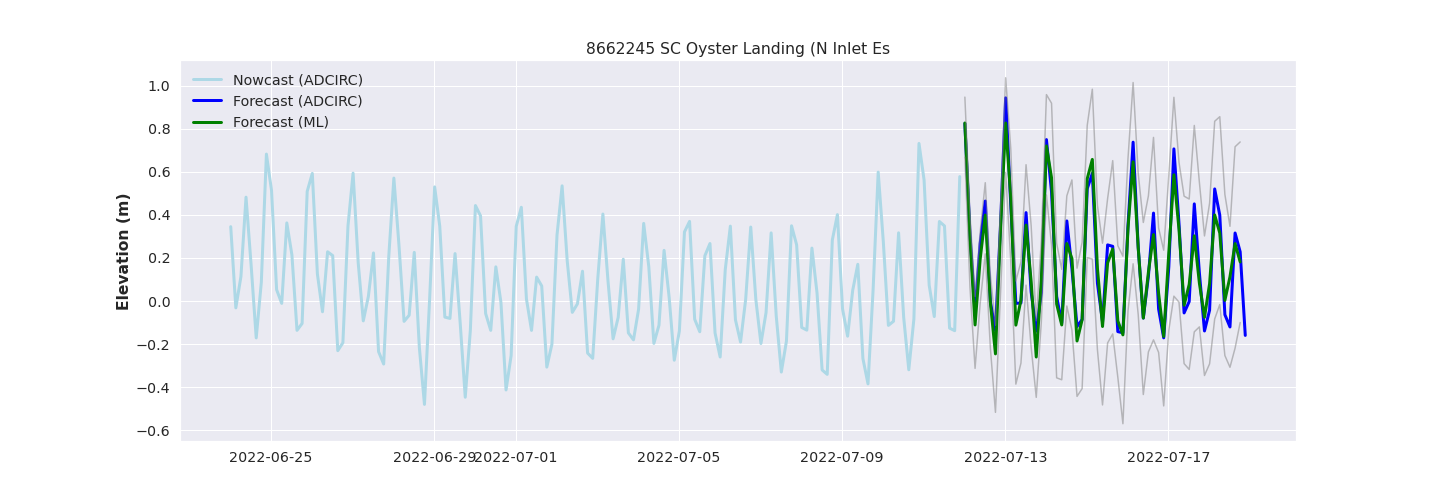 8662245 SC Oyster Landing (N Inlet Es
Nowcast (ADCIRC)
Forecast (ADCIRC)
Forecast (ML)
Elevation (m)
1.0
0.8
0.6
0.4
0.2
0.0
−0.2
−0.4
−0.6
2022-06-25 2022-06-29 2022-07-01 2022-07-05 2022-07-09 2022-07-13 2022-07-17